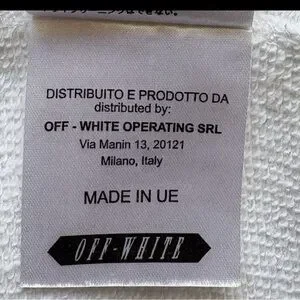 DISTRIBUITO E PRODOTTO DA
distributed by:
OFF - WHITE OPERATING SRL
Via Manin 13, 20121
Milano, Italy
MADE IN UE
OFF-WHITE